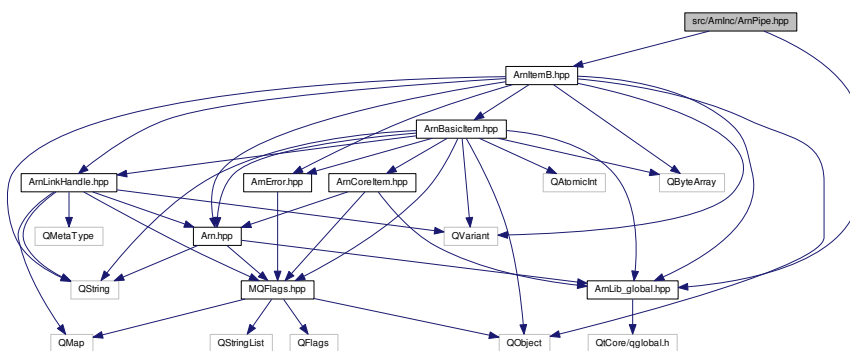 src/ArnInc/ArnPipe.hpp
ArnItemB.hpp
ArnBasicItem.hpp
ArnLinkHandle.hpp
ArnError.hpp
ArnCoreItem.hpp
QAtomicInt
QByteArray
QMetaType
Arn.hpp
QVariant
QString
MQFlags.hpp
ArnLib_global.hpp
QMap
QStringList
QFlags
QObject
QtCore/qglobal.h